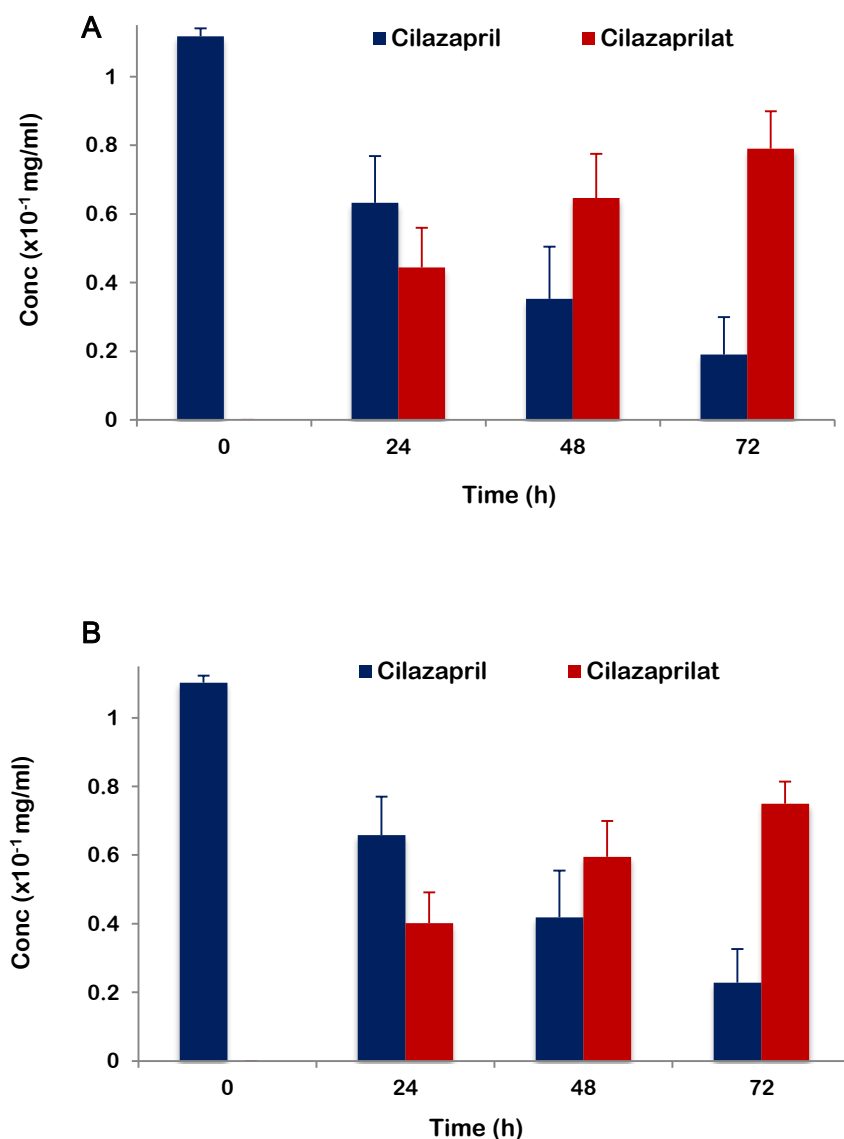 A
Cilazapril Cilazaprilat
Conc (x10⁻¹ mg/ml)
1
0.8
0.6
0.4
0.2
0
0 24 48 72
Time (h)
B
Cilazapril Cilazaprilat
Conc (x10⁻¹ mg/ml)
1
0.8
0.6
0.4
0.2
0
0 24 48 72
Time (h)